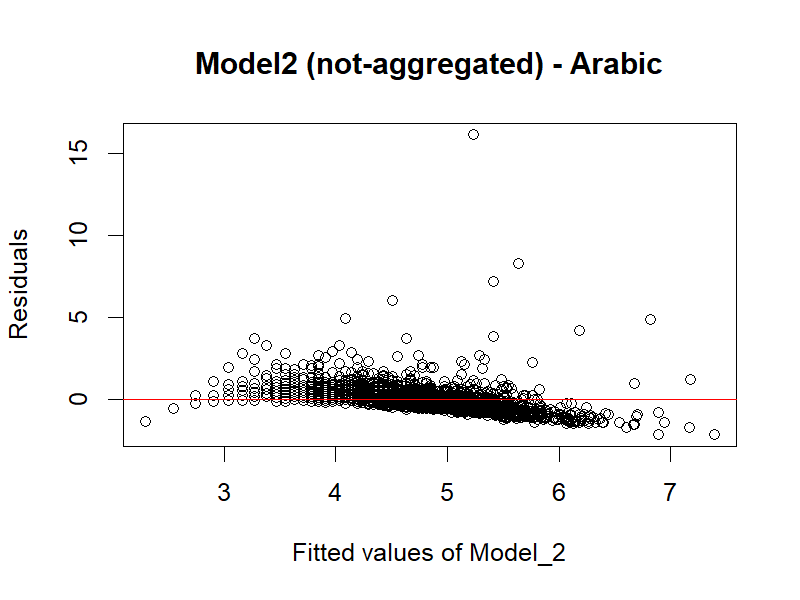 Model2 (not-aggregated) - Arabic
Residuals
15
10
5
0
3 4 5 6 7
Fitted values of Model_2